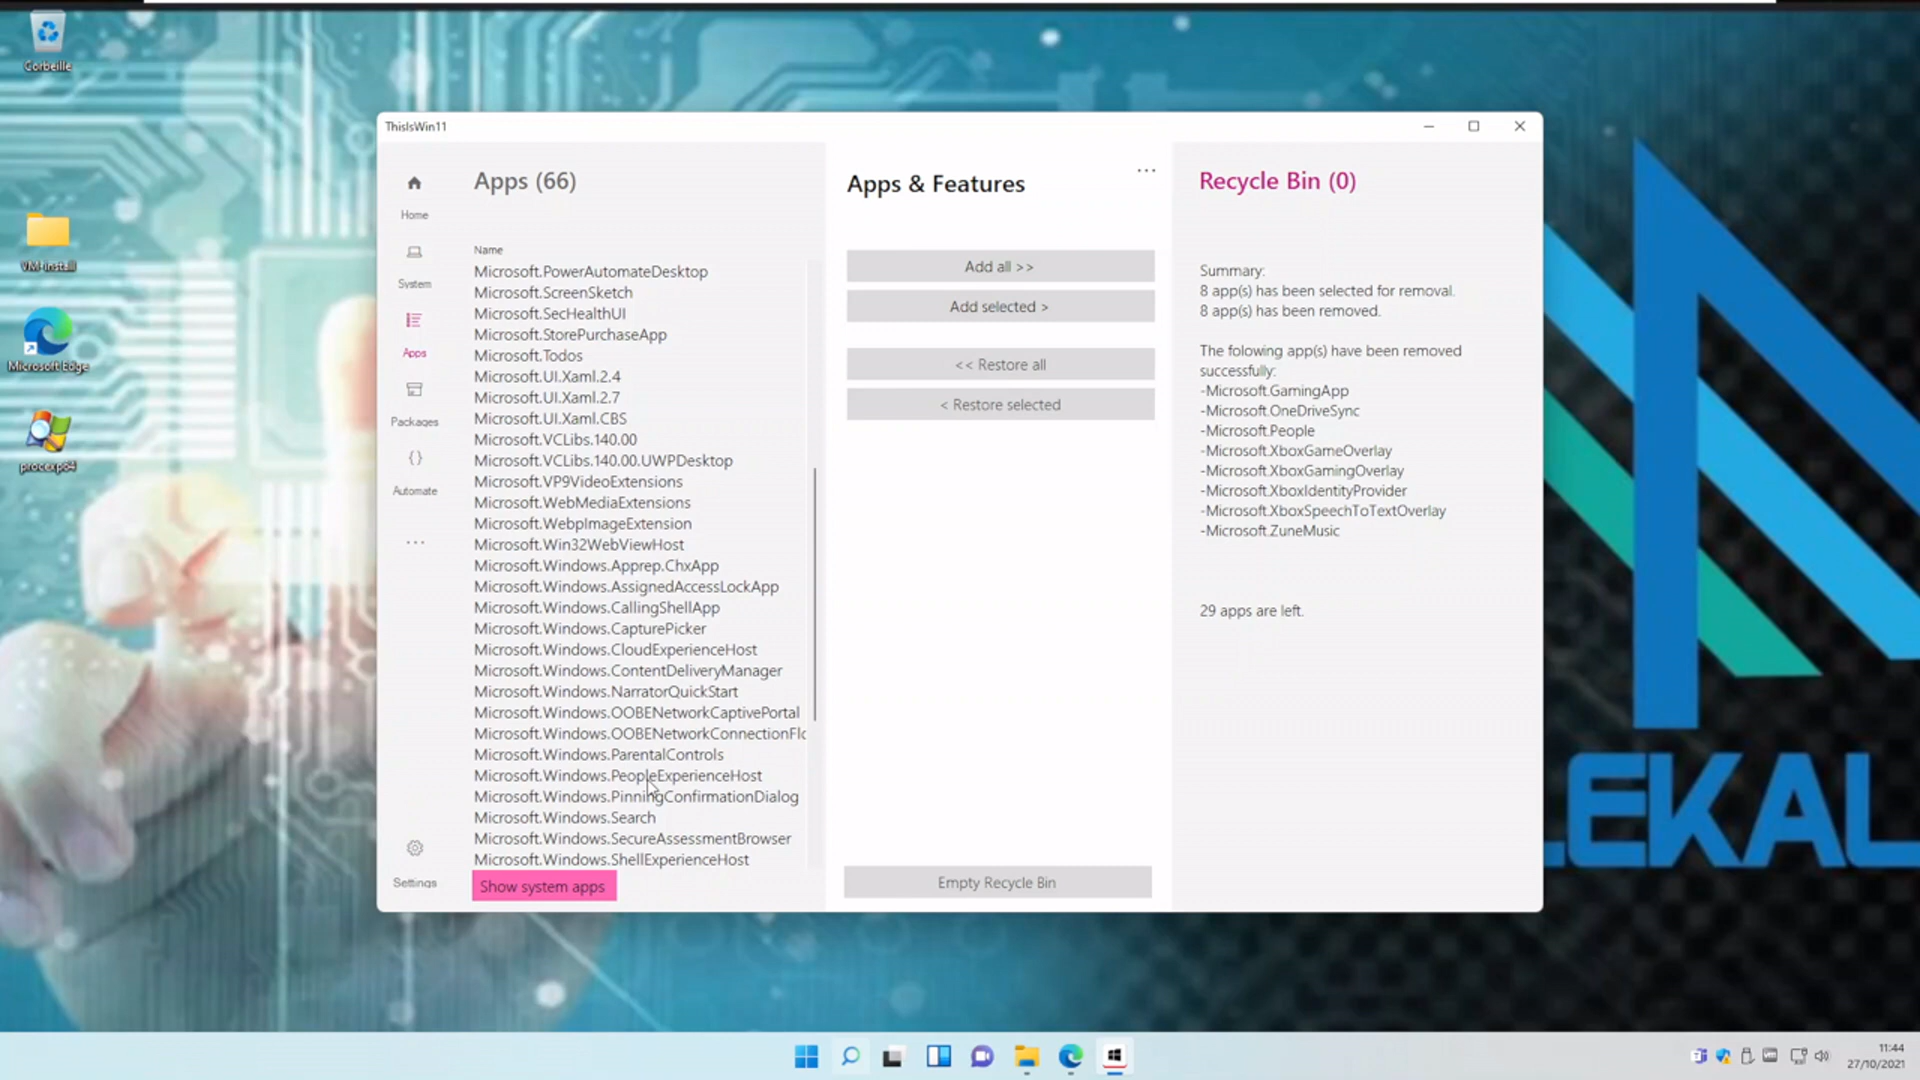 Corbeille
VM-install
Microsoft Edge
procexp64
ThisIsWin11
Home
System
Apps
Packages
Automate
...
Settings
Apps (66)
Name
Microsoft.PowerAutomateDesktop
Microsoft.ScreenSketch
Microsoft.SecHealthUI
Microsoft.StorePurchaseApp
Microsoft.Todos
Microsoft.UI.Xaml.2.4
Microsoft.UI.Xaml.2.7
Microsoft.UI.Xaml.CBS
Microsoft.VCLibs.140.00
Microsoft.VCLibs.140.00.UWPDesktop
Microsoft.VP9VideoExtensions
Microsoft.WebMediaExtensions
Microsoft.WebpImageExtension
Microsoft.Win32WebViewHost
Microsoft.Windows.Apprep.ChxApp
Microsoft.Windows.AssignedAccessLockApp
Microsoft.Windows.CallingShellApp
Microsoft.Windows.CapturePicker
Microsoft.Windows.CloudExperienceHost
Microsoft.Windows.ContentDeliveryManager
Microsoft.Windows.NarratorQuickStart
Microsoft.Windows.OOBENetworkCaptivePortal
Microsoft.Windows.OOBENetworkConnectionFlo
Microsoft.Windows.ParentalControls
Microsoft.Windows.PeopleExperienceHost
Microsoft.Windows.PinningConfirmationDialog
Microsoft.Windows.Search
Microsoft.Windows.SecureAssessmentBrowser
Microsoft.Windows.ShellExperienceHost
Show system apps
Apps & Features
...
Add all >>
Add selected >
<< Restore all
< Restore selected
Empty Recycle Bin
Recycle Bin (0)
Summary:
8 app(s) has been selected for removal.
8 app(s) has been removed.
The folowing app(s) have been removed
successfully:
-Microsoft.GamingApp
-Microsoft.OneDriveSync
-Microsoft.People
-Microsoft.XboxGameOverlay
-Microsoft.XboxGamingOverlay
-Microsoft.XboxIdentityProvider
-Microsoft.XboxSpeechToTextOverlay
-Microsoft.ZuneMusic
29 apps are left.
LEKAL
11:44
27/10/2021